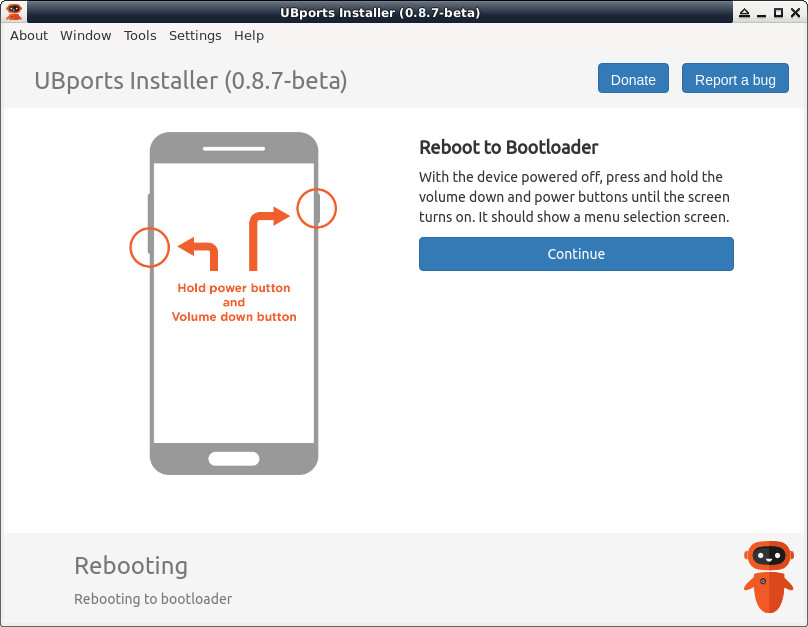 UBports Installer (0.8.7-beta)
About Window Tools Settings Help
UBports Installer (0.8.7-beta)
Donate
Report a bug
Reboot to Bootloader
With the device powered off, press and hold the
volume down and power buttons until the screen
turns on. It should show a menu selection screen.
Continue
Hold power button
and
Volume down button
Rebooting
Rebooting to bootloader